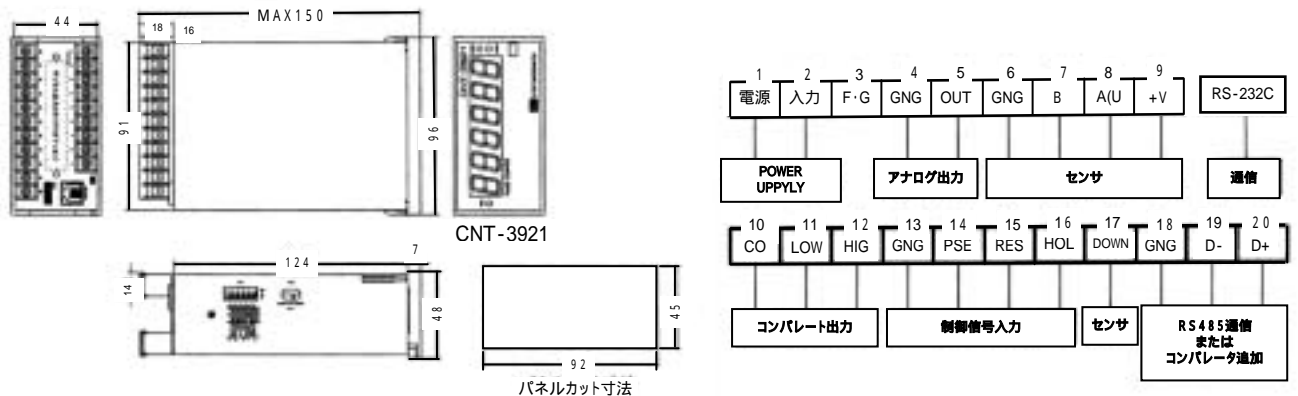 44
MAX150
18
16
91
96
CNT-3921
124
7
14
48
45
92
パネルカット寸法
1 2 3 4 5 6 7 8 9
電源 入力 F·G GNG OUT GNG B A(U +V RS-232C
POWER
UPPYLY
アナログ出力
センサ
通信
10 11 12 13 14 15 16 17 18 19 20
CO LOW HIG GNG PSE RES HOL DOWN GNG D- D+
コンパレート出力
制御信号入力
センサ
RS485通信
または
コンパレータ追加